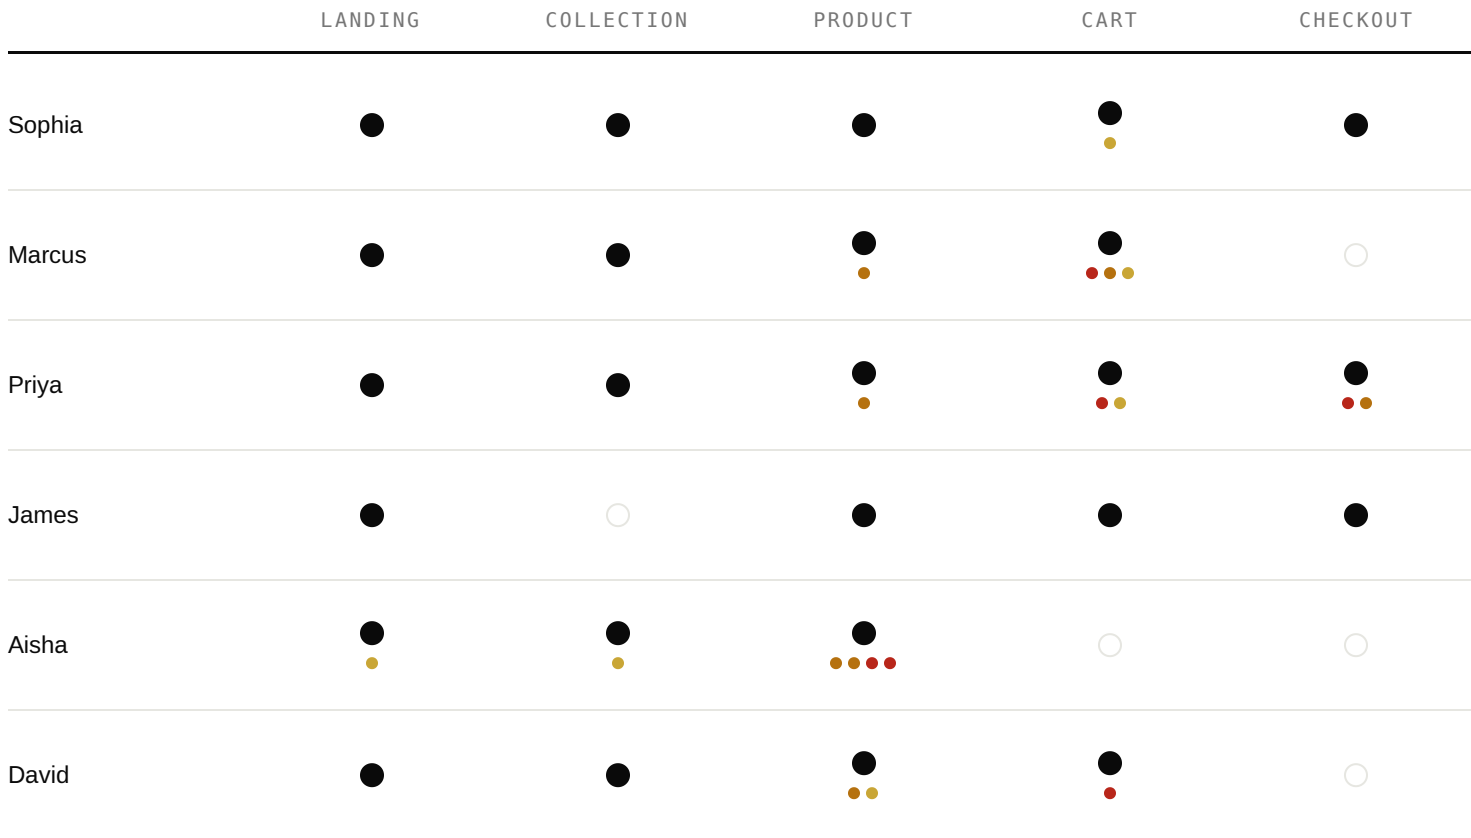 LANDING COLLECTION PRODUCT CART CHECKOUT
Sophia
Marcus
Priya
James
Aisha
David